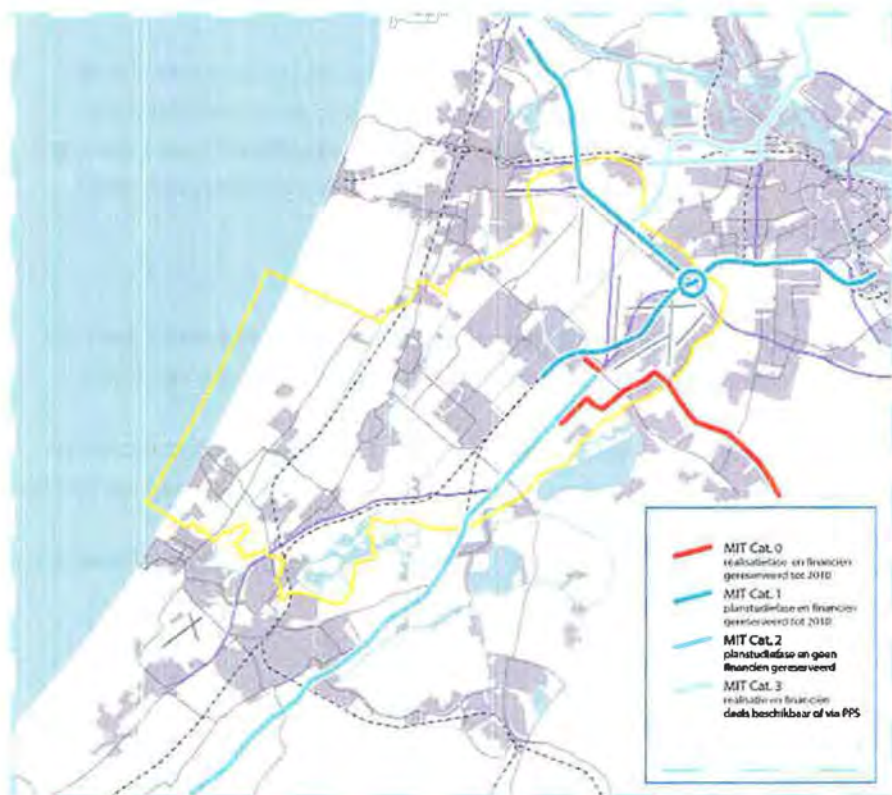 MIT Cat. 0
realisatiefase en financiën
gereserveerd tot 2010
MIT Cat. 1
planstudiefase en financiën
gereserveerd tot 2010
MIT Cat. 2
planstudiefase en geen
financiën gereserveerd
MIT Cat. 3
realisatie en financiën
deels beschikbaar of via PPS